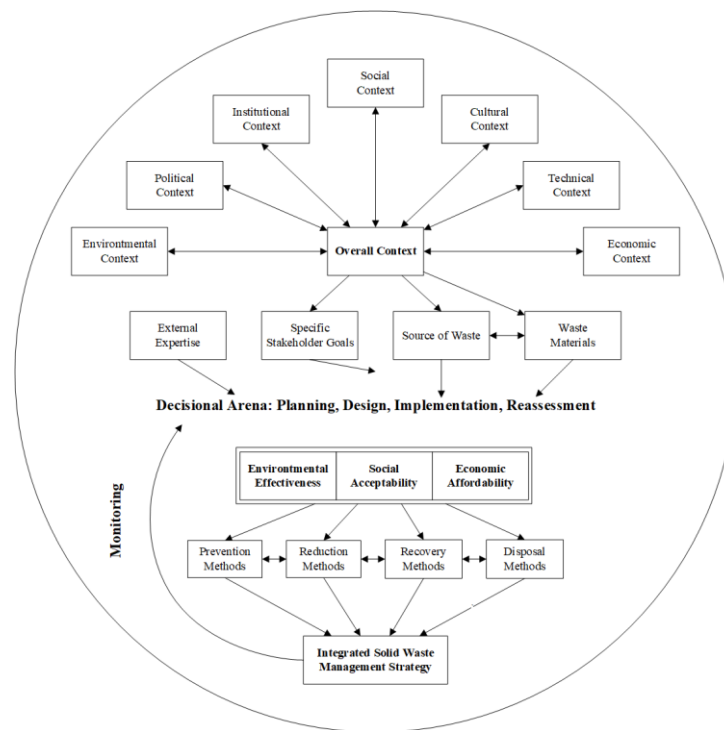 Social
Context
Institutional
Context
Cultural
Context
Political
Context
Technical
Context
Environtmental
Context
Overall Context
Economic
Context
External
Expertise
Specific
Stakeholder Goals
Source of Waste
Waste
Materials
Decisional Arena: Planning, Design, Implementation, Reassessment
Environtmental
Effectiveness
Social
Acceptability
Economic
Affordability
Monitoring
Prevention
Methods
Reduction
Methods
Recovery
Methods
Disposal
Methods
Integrated Solid Waste
Management Strategy